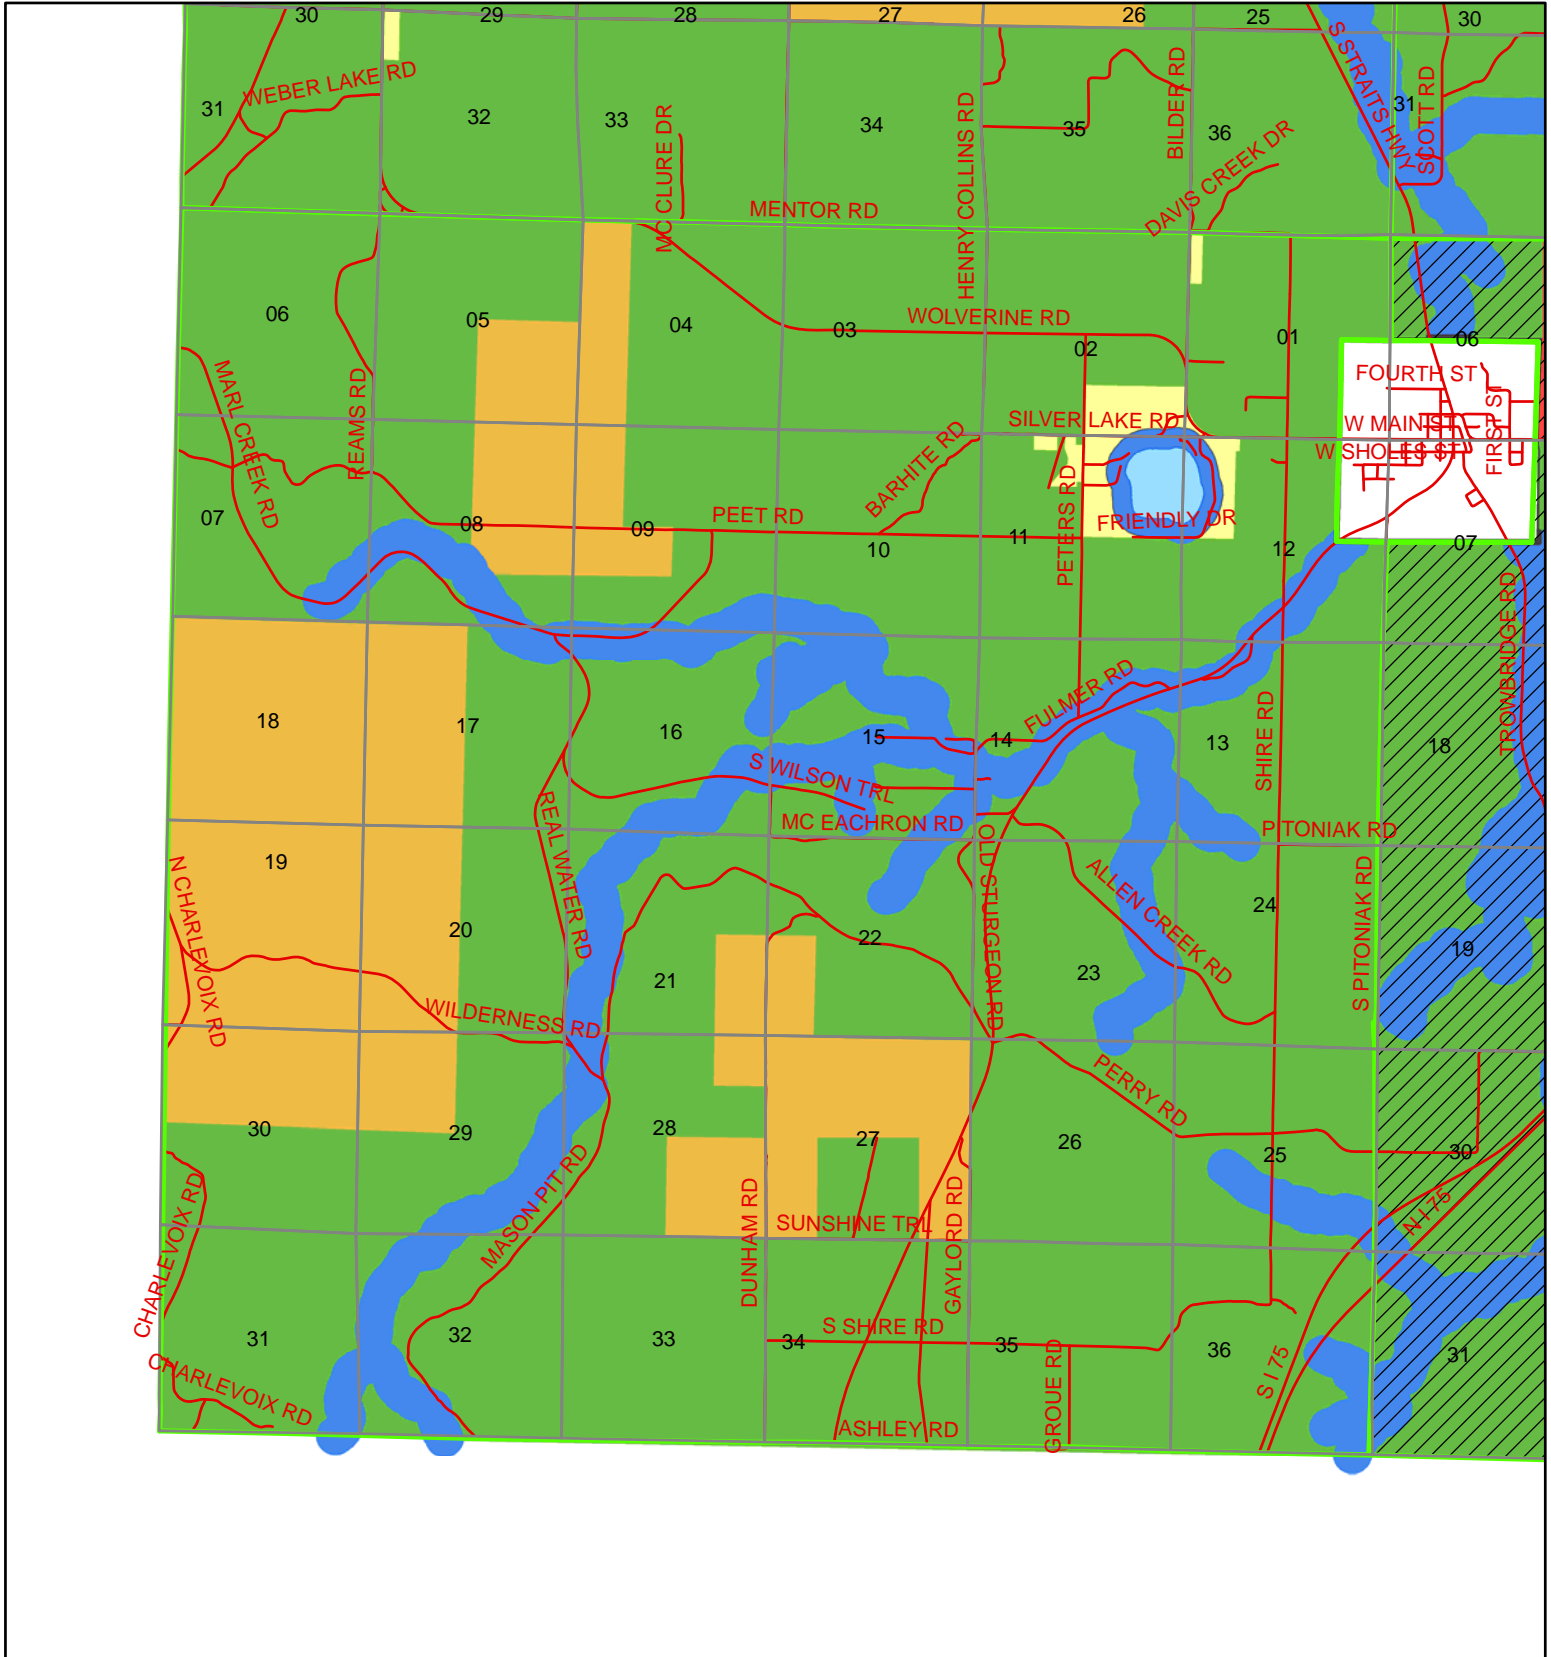 30
29
28
27
26
25
30
S STRAITS HWY
WEBER LAKE RD
BILDER RD
SCOTT RD
31
32
33
MC CLURE DR
34
HENRY COLLINS RD
35
36
31
DAVIS CREEK DR
MENTOR RD
06
05
04
03
WOLVERINE RD
02
01
06
MARL CREEK RD
REAMS RD
FOURTH ST
FIRST ST
SILVER LAKE RD
W MAIN ST
W SHOLES ST
BARHITE RD
PETERS RD
07
08
09
PEET RD
10
11
FRIENDLY DR
12
07
TROWBRIDGE RD
FULMER RD
SHIRE RD
18
17
16
15
14
13
18
S WILSON TRL
REAL WATER RD
MC EACHRON RD
OLD STURGEON RD
PITONIAK RD
N CHARLEVOIX RD
19
ALLEN CREEK RD
S PITONIAK RD
20
21
22
23
24
19
WILDERNESS RD
PERRY RD
30
29
28
27
26
25
30
MASON PIT RD
CHARLEVOIX RD
DUNHAM RD
SUNSHINE TRL
GAYLORD RD
N I 75
31
32
33
34
S SHIRE RD
35
GROUE RD
36
S I 75
31
CHARLEVOIX RD
ASHLEY RD